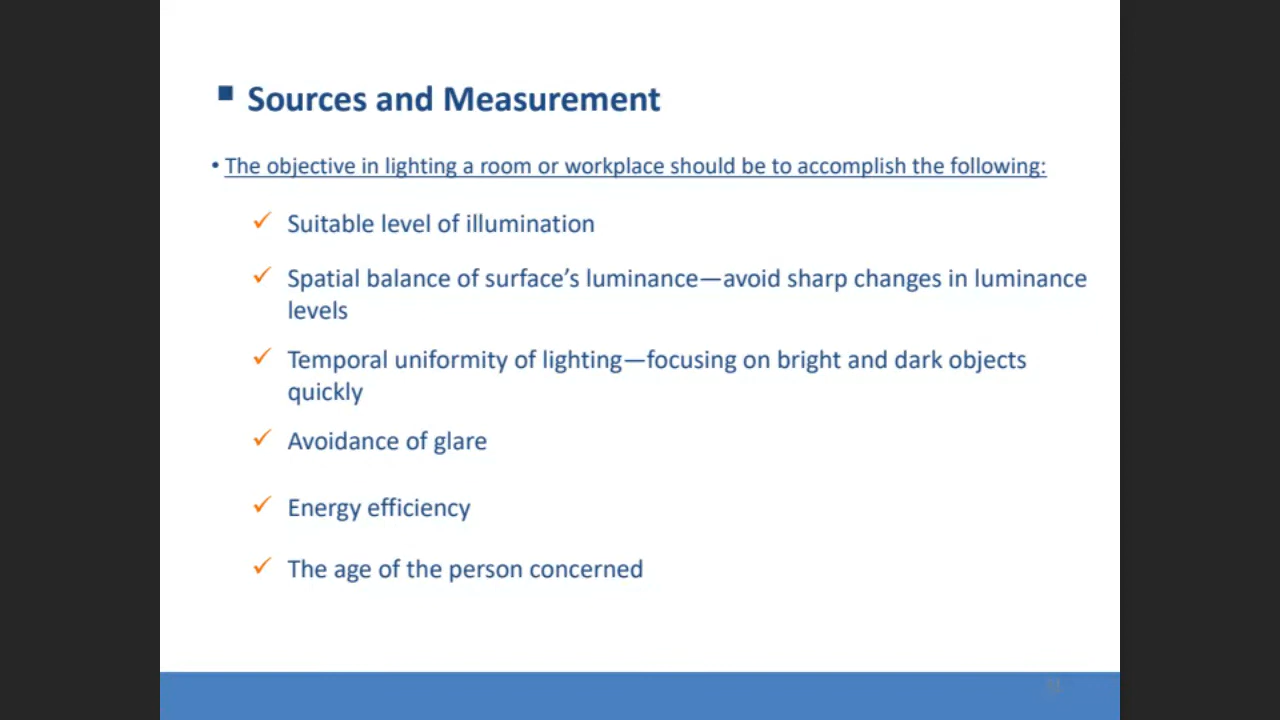 ▪ Sources and Measurement
• The objective in lighting a room or workplace should be to accomplish the following:
✓ Suitable level of illumination
✓ Spatial balance of surface’s luminance—avoid sharp changes in luminance
levels
✓ Temporal uniformity of lighting—focusing on bright and dark objects
quickly
✓ Avoidance of glare
✓ Energy efficiency
✓ The age of the person concerned